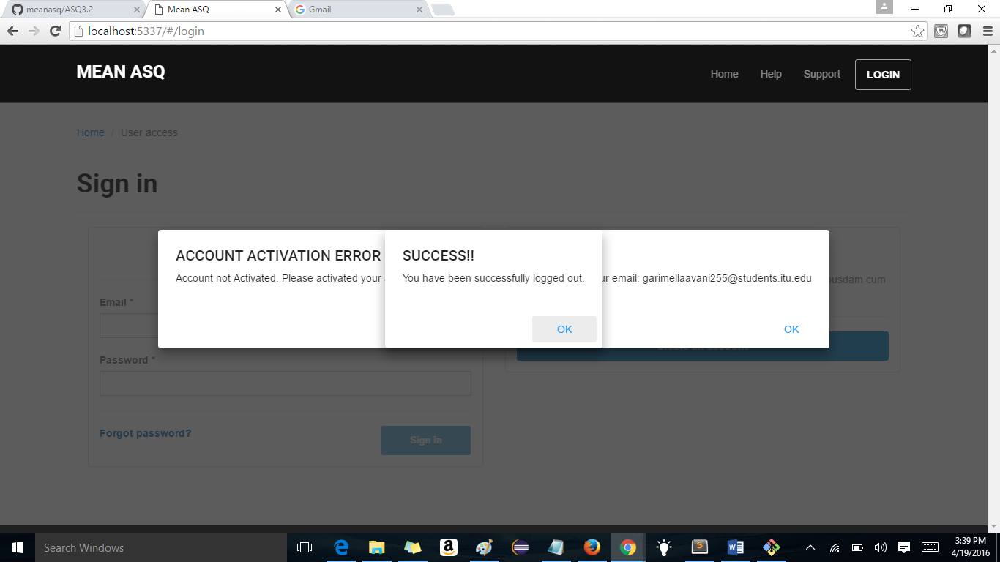 meanasq/ASQ3.2
Mean ASQ
Gmail
localhost:5337/#/login
MEAN ASQ
Home
Help
Support
LOGIN
Home / User access
Sign in
ACCOUNT ACTIVATION ERROR
Account not Activated. Please activated your
SUCCESS!!
You have been successfully logged out.
email: garimellaavani255@students.itu.edu
cum
OK
OK
Email *
Password *
Forgot password?
Sign in
Search Windows
3:39 PM
4/19/2016